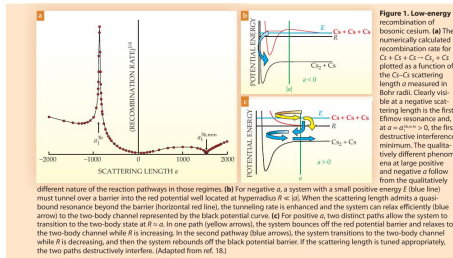 a
(RECOMBINATION RATE)1/4
a5b
−2000
−1000
0
1000
2000
SCATTERING LENGTH a
b
POTENTIAL ENERGY
E
Cs + Cs + Cs
R
Cs2 + Cs
|a|
a < 0
c
POTENTIAL ENERGY
E
Cs + Cs + Cs
R
Cs2 + Cs
a
a > 0
Figure 1. Low-energy
recombination of
bosonic cesium. (a) The
numerically calculated
recombination rate for
Cs + Cs + Cs → Cs2 + Cs
plotted as a function of
the Cs–Cs scattering
length a measured in
Bohr radii. Clearly visi-
ble at a negative scat-
tering length is the first
Efimov resonance and,
> 0, the first
destructive interference
minimum. The qualita-
tively different phenom-
ena at large positive
and negative a follow
from the qualitatively
different nature of the reaction pathways in those regimes. (b) For negative a, a system with a small positive energy E (blue line)
must tunnel over a barrier into the red potential well located at hyperradius R ≪ |a|. When the scattering length admits a quasi-
bound resonance beyond the barrier (horizontal red line), the tunneling rate is enhanced and the system can relax efficiently (blue
arrow) to the two-body channel represented by the black potential curve. (c) For positive a, two distinct paths allow the system to
transition to the two-body state at R ≈ a. In one path (yellow arrows), the system bounces off the red potential barrier and relaxes to
the two-body channel while R is increasing. In the second pathway (blue arrows), the system transitions to the two-body channel
while R is decreasing, and then the system rebounds off the black potential barrier. If the scattering length is tuned appropriately,
the two paths destructively interfere. (Adapted from ref. 18.)